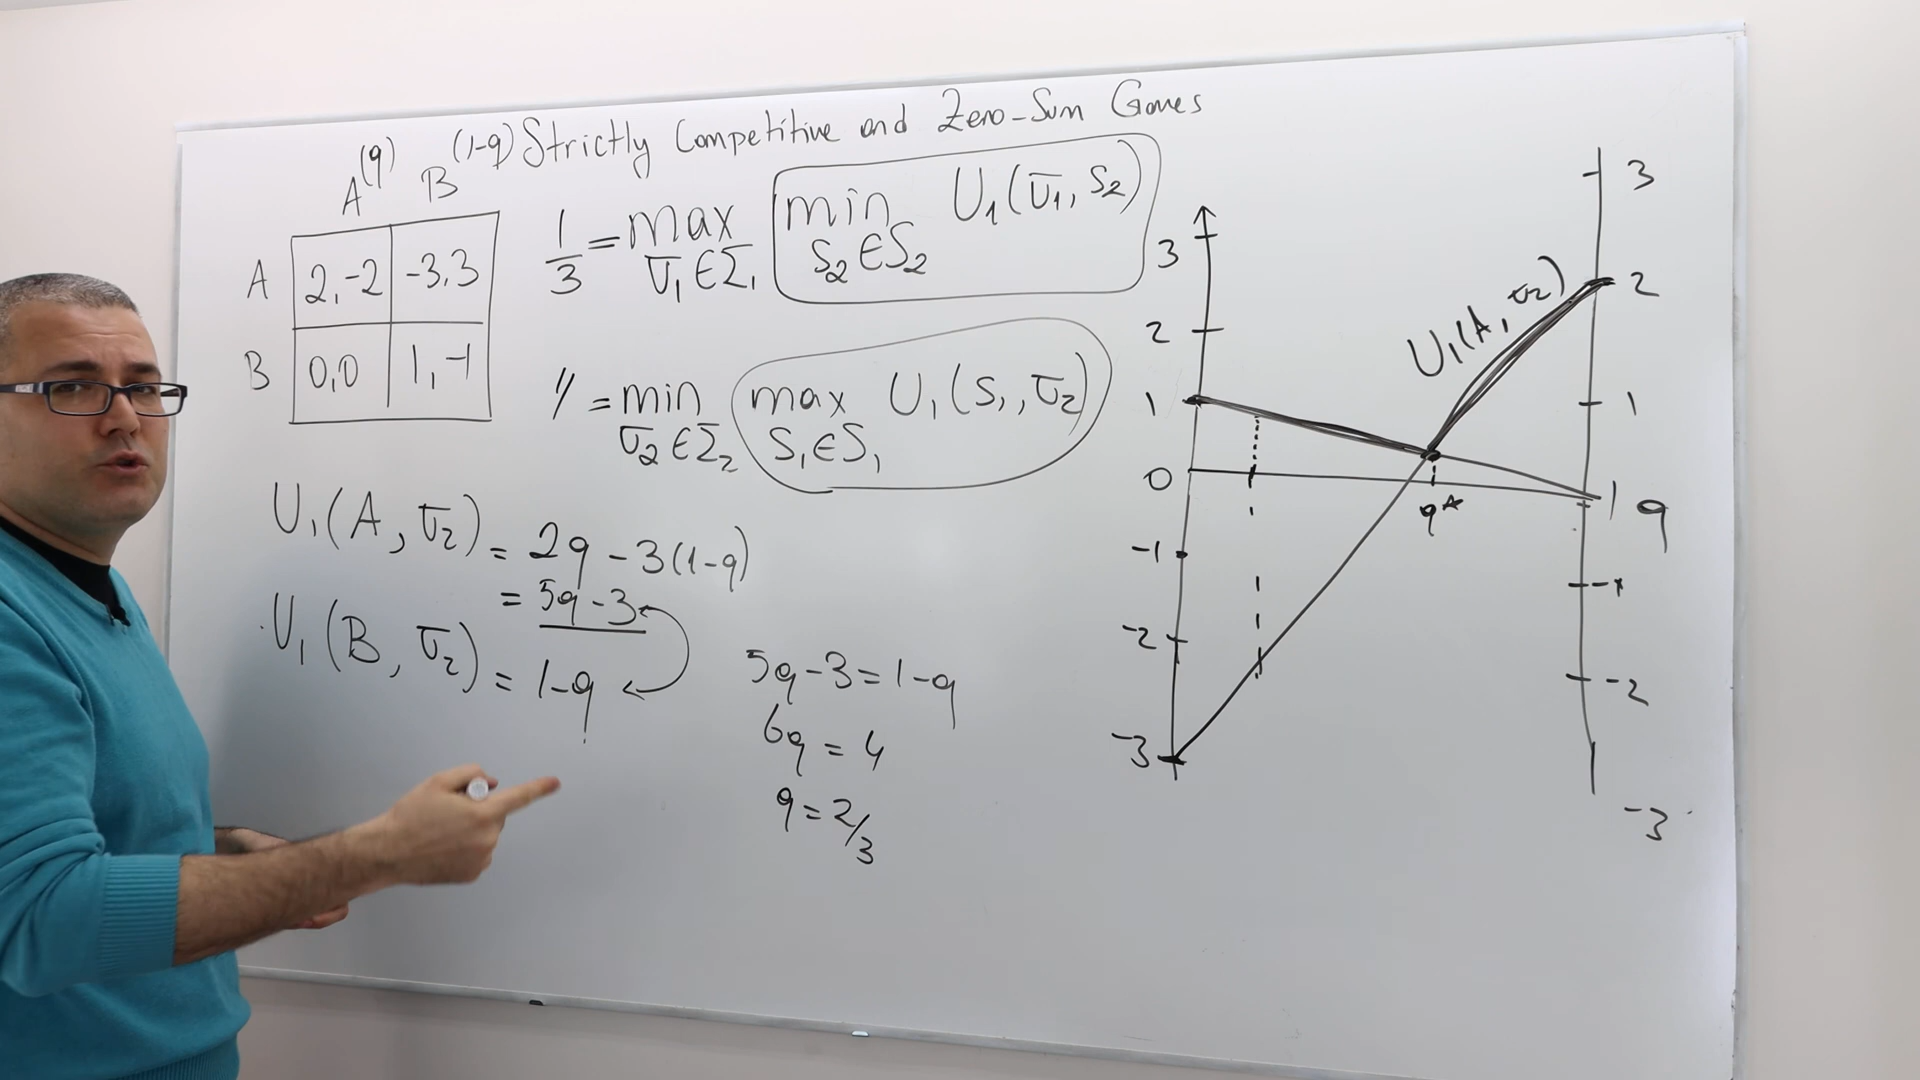 Strictly Competitive and Zero-Sum Games
(q) (1-q)
A B
A 2,-2 -3,3
B 0,0 1,-1
1/3 = max σ₁∈Σ₁ min s₂∈S₂ U₁(σ₁, s₂)
〃 = min σ₂∈Σ₂ max s₁∈S₁ U₁(s₁, σ₂)
U₁(A, σ₂) = 2q - 3(1-q)
= 5q - 3
U₁(B, σ₂) = 1-q
5q-3 = 1-q
6q = 4
q = 2/3
3
2
1
0
-1
-2
-3
U₁(A, σ₂)
q*
3
2
1
1 q
-1
-2
-3